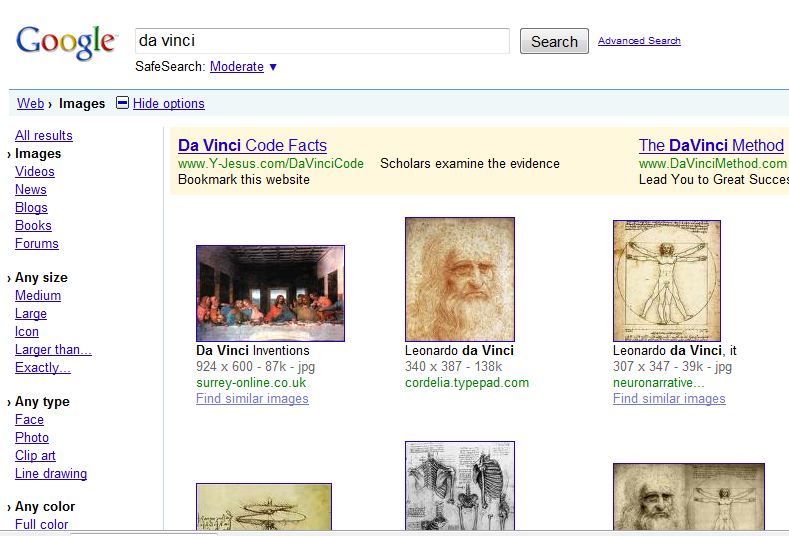 Google™
da vinci
Search
Advanced Search
SafeSearch: Moderate ▼
Web › Images
Hide options
All results
› Images
Videos
News
Blogs
Books
Forums
› Any size
Medium
Large
Icon
Larger than...
Exactly...
› Any type
Face
Photo
Clip art
Line drawing
› Any color
Full color
Da Vinci Code Facts
www.Y-Jesus.com/DaVinciCode Scholars examine the evidence
Bookmark this website
The DaVinci Method
www.DaVinciMethod.com
Lead You to Great Succes
Da Vinci Inventions
924 x 600 - 87k - jpg
surrey-online.co.uk
Find similar images
Leonardo da Vinci
340 x 387 - 138k
cordelia.typepad.com
Leonardo da Vinci, it
307 x 347 - 39k - jpg
neuronarrative...
Find similar images